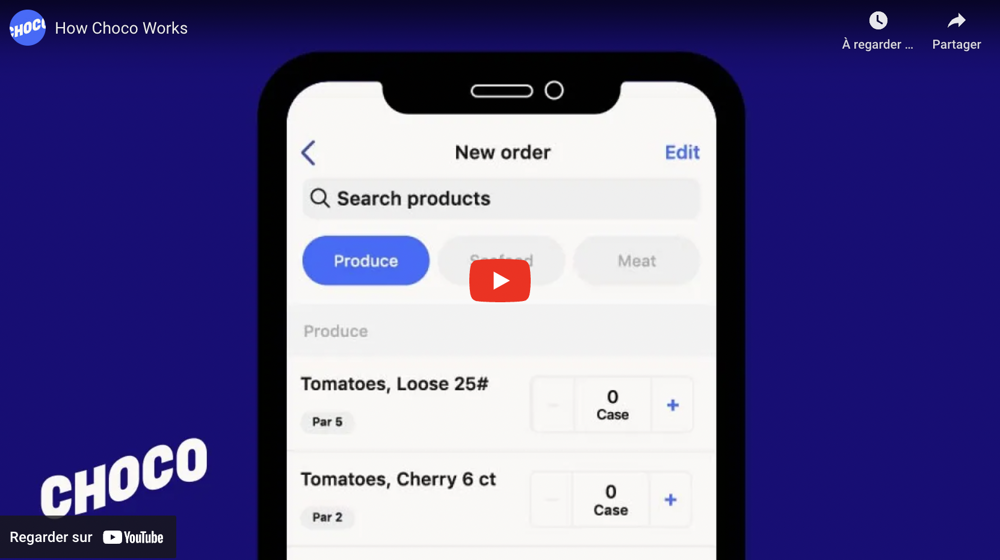 CHOCO
How Choco Works
À regarder ...
Partager
New order
Edit
Search products
Produce
Seafood
Meat
Produce
Tomatoes, Loose 25#
Par 5
0
Case
Tomatoes, Cherry 6 ct
Par 2
0
Case
CHOCO
Regarder sur YouTube